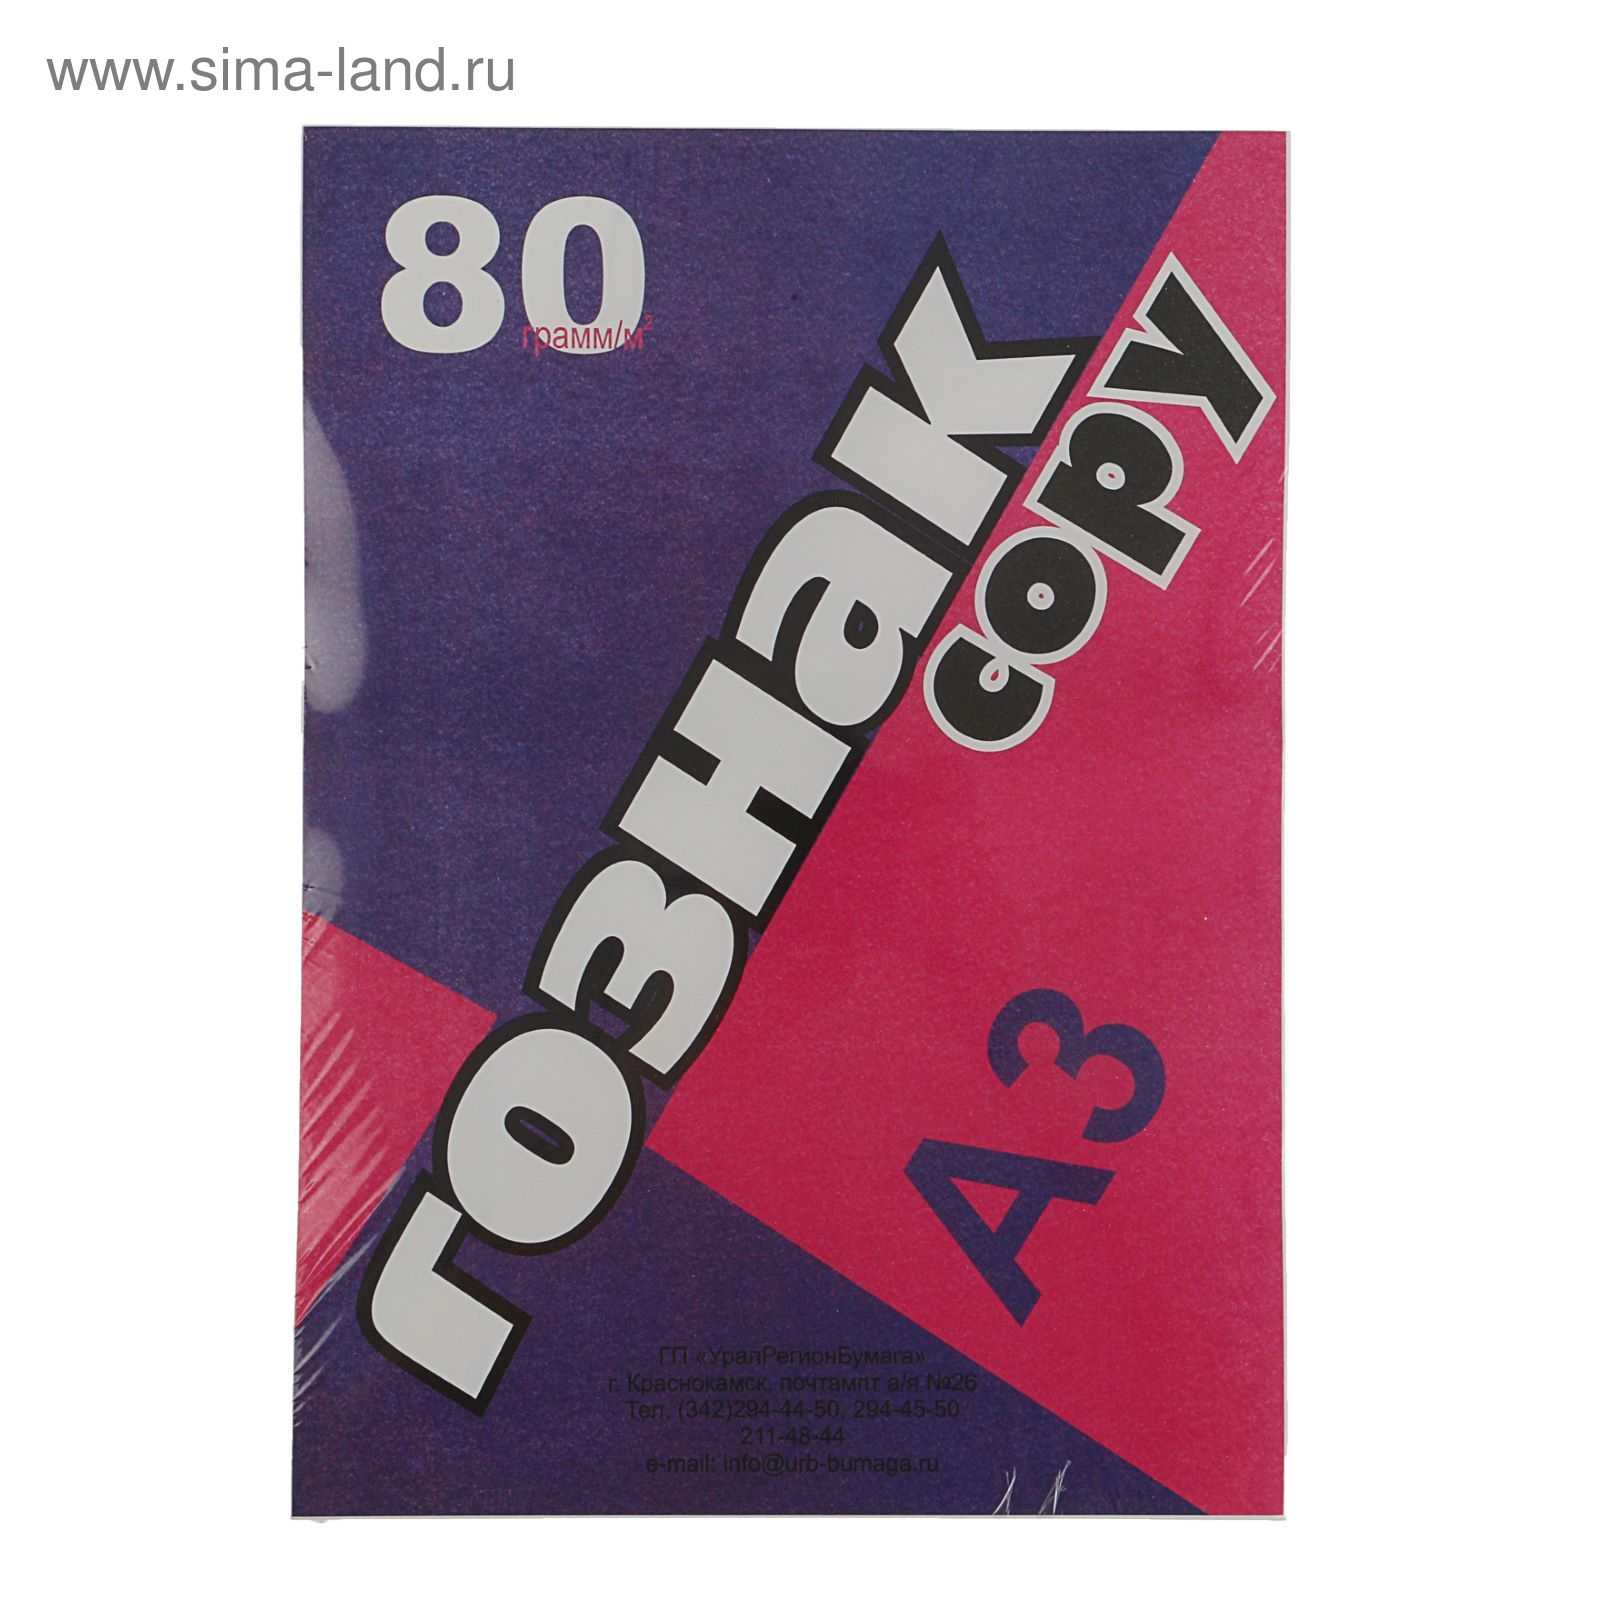 www.sima-land.ru
80
грамм/м²
гознак
copy
А3
ГП «УралРегионБумага»
г. Краснокамск, почтампт а/я №26
Тел. (342)294-44-50, 294-45-50
211-48-44
e-mail: info@urb-bumaga.ru